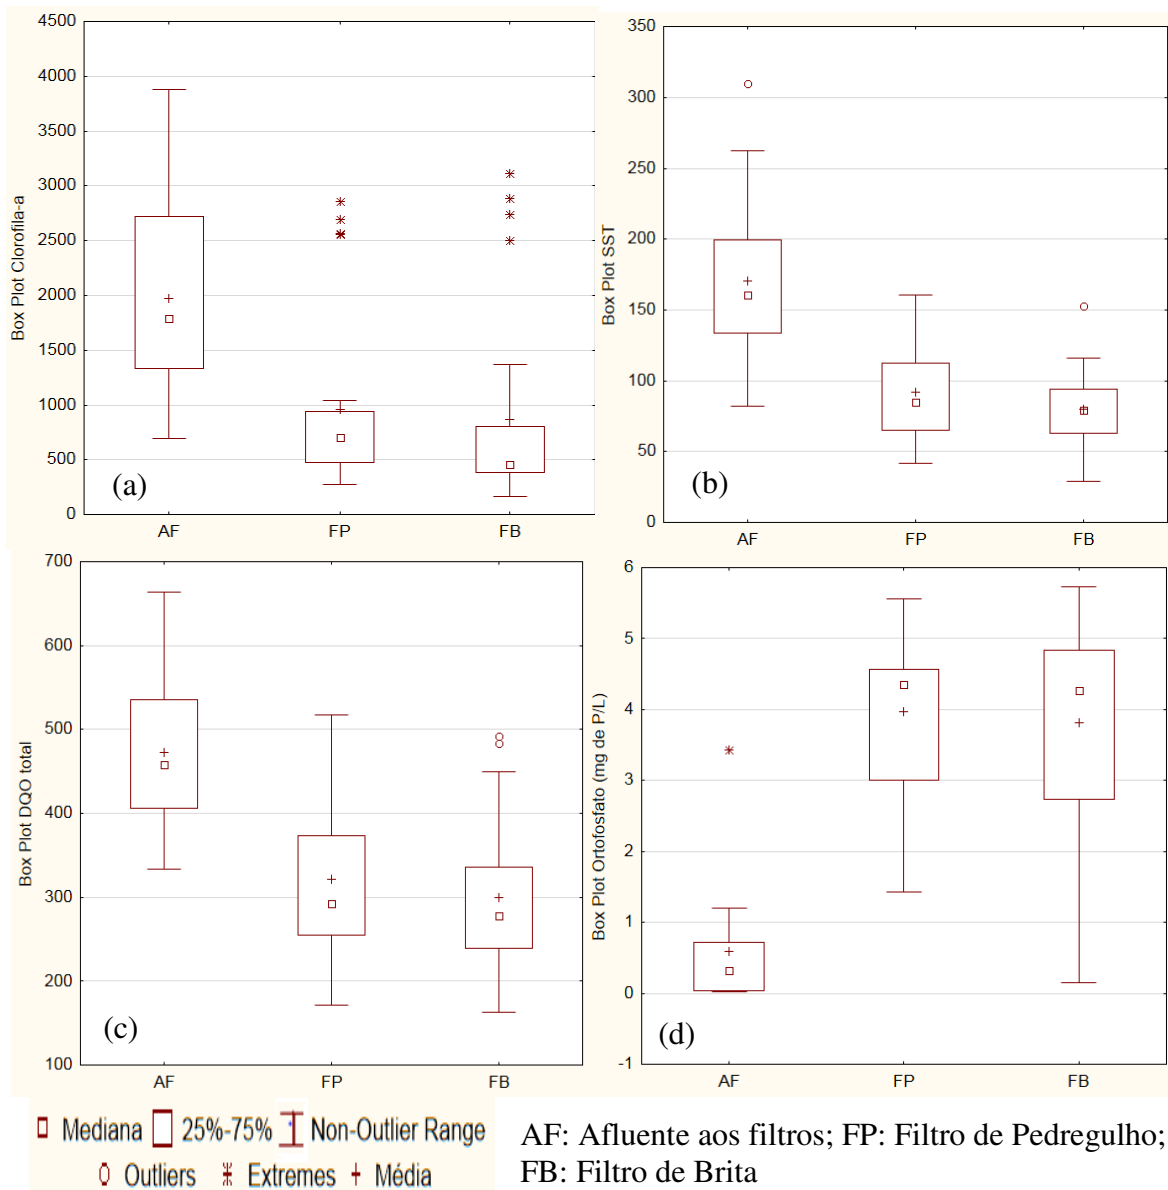 4500
4000
3500
3000
2500
2000
1500
1000
500
0
Box Plot Clorofila-a
(a)
AF FP FB
350
300
250
200
150
100
50
0
Box Plot SST
(b)
AF FP FB
700
600
500
400
300
200
100
Box Plot DQO total
(c)
AF FP FB
6
5
4
3
2
1
0
-1
Box Plot Ortofosfato (mg de P/L)
(d)
AF FP FB
Mediana 25%-75% Non-Outlier Range
Outliers Extremes Média
AF: Afluente aos filtros; FP: Filtro de Pedregulho;
FB: Filtro de Brita